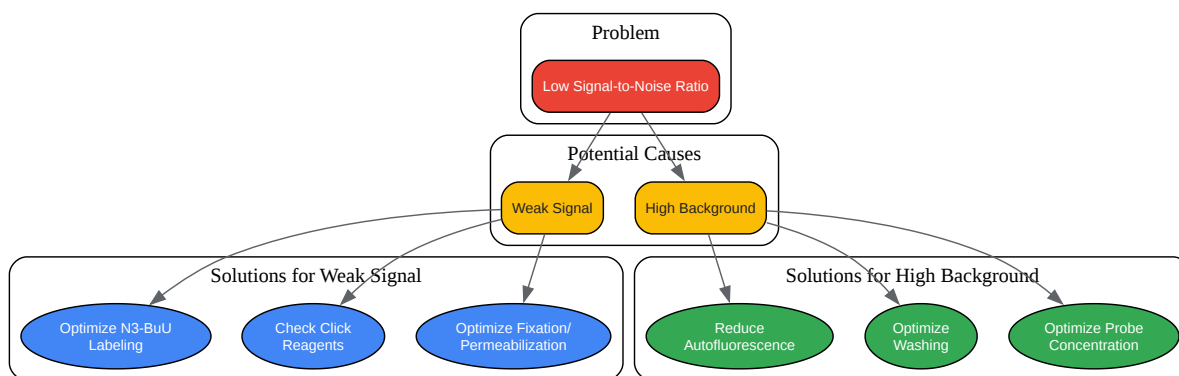 Problem
Low Signal-to-Noise Ratio
Potential Causes
Weak Signal
High Background
Solutions for Weak Signal
Optimize N3-BuU
Labeling
Check Click
Reagents
Optimize Fixation/
Permeabilization
Solutions for High Background
Reduce
Autofluorescence
Optimize
Washing
Optimize Probe
Concentration